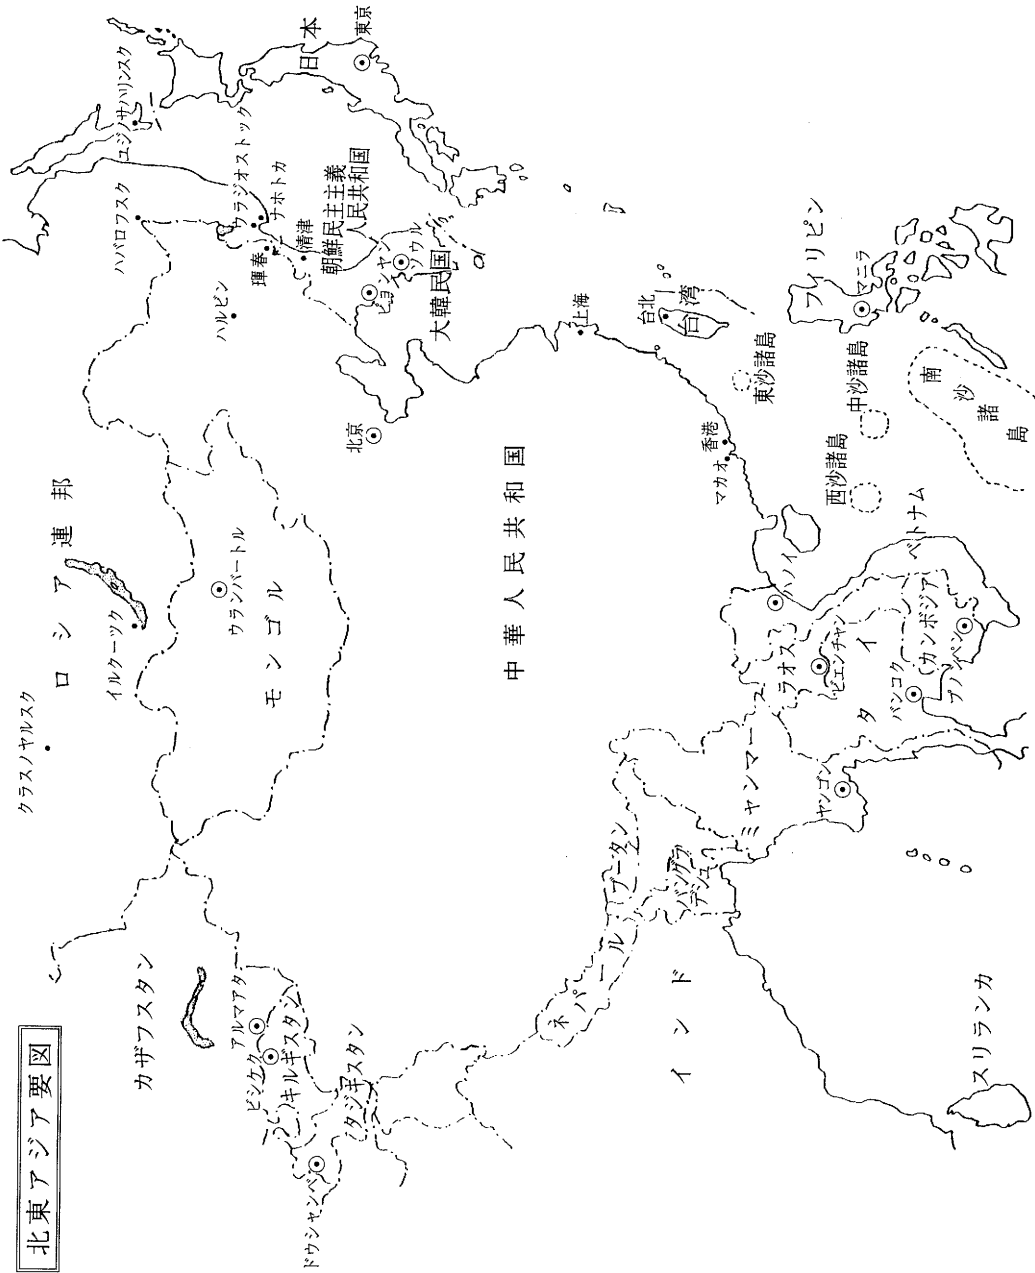 北東アジア要図
クラスノヤルスク
ロシア連邦
イルクーツク
ハバロフスク
ユジノサハリンスク
カザフスタン
アルマアタ
ビシケク
キルギスタン
タジキスタン
ドウシャンベ
ウランバートル
モンゴル
ハルビン
琿春
ウラジオストック
ナホトカ
清津
朝鮮民主主義
人民共和国
ピョンヤン
ソウル
大韓民国
日本
東京
北京
中華人民共和国
上海
台北
台湾
香港
マカオ
東沙諸島
中沙諸島
西沙諸島
南沙諸島
フィリピン
マニラ
ネパール
ブータン
バングラ
デシュ
インド
スリランカ
ミャンマー
ヤンゴン
ラオス
ビエンチャン
ハノイ
ベトナム
タイ
バンコク
カンボジア
プノンペン